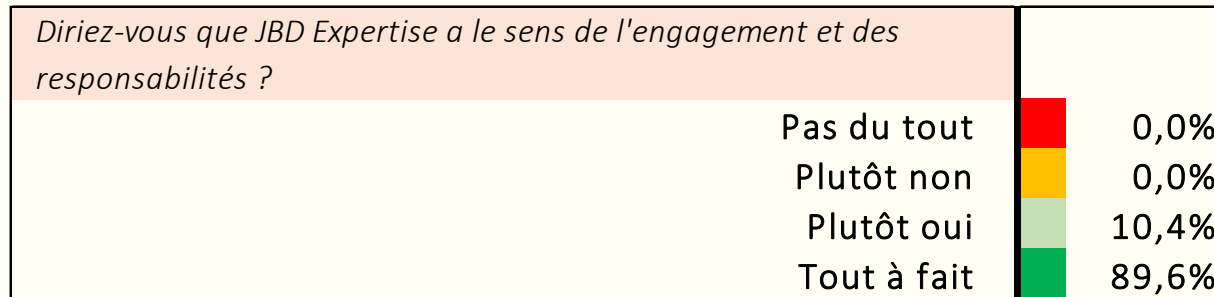 Diriez-vous que JBD Expertise a le sens de l'engagement et des
responsabilités ?
Pas du tout 0,0%
Plutôt non 0,0%
Plutôt oui 10,4%
Tout à fait 89,6%